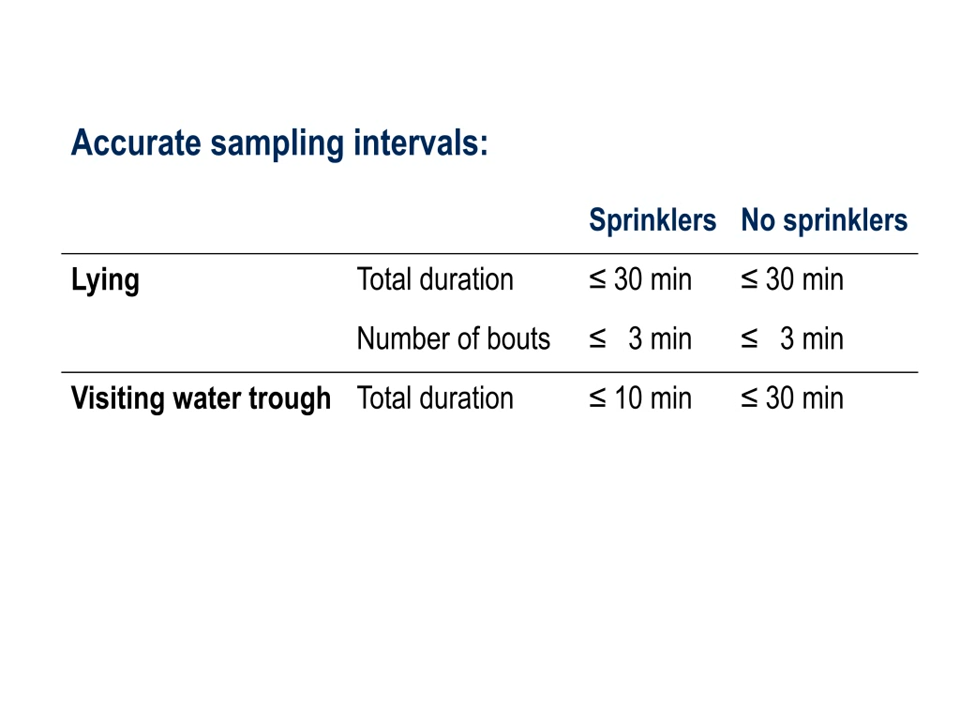 Accurate sampling intervals:
Sprinklers No sprinklers
Lying Total duration ≤ 30 min ≤ 30 min
Number of bouts ≤ 3 min ≤ 3 min
Visiting water trough Total duration ≤ 10 min ≤ 30 min